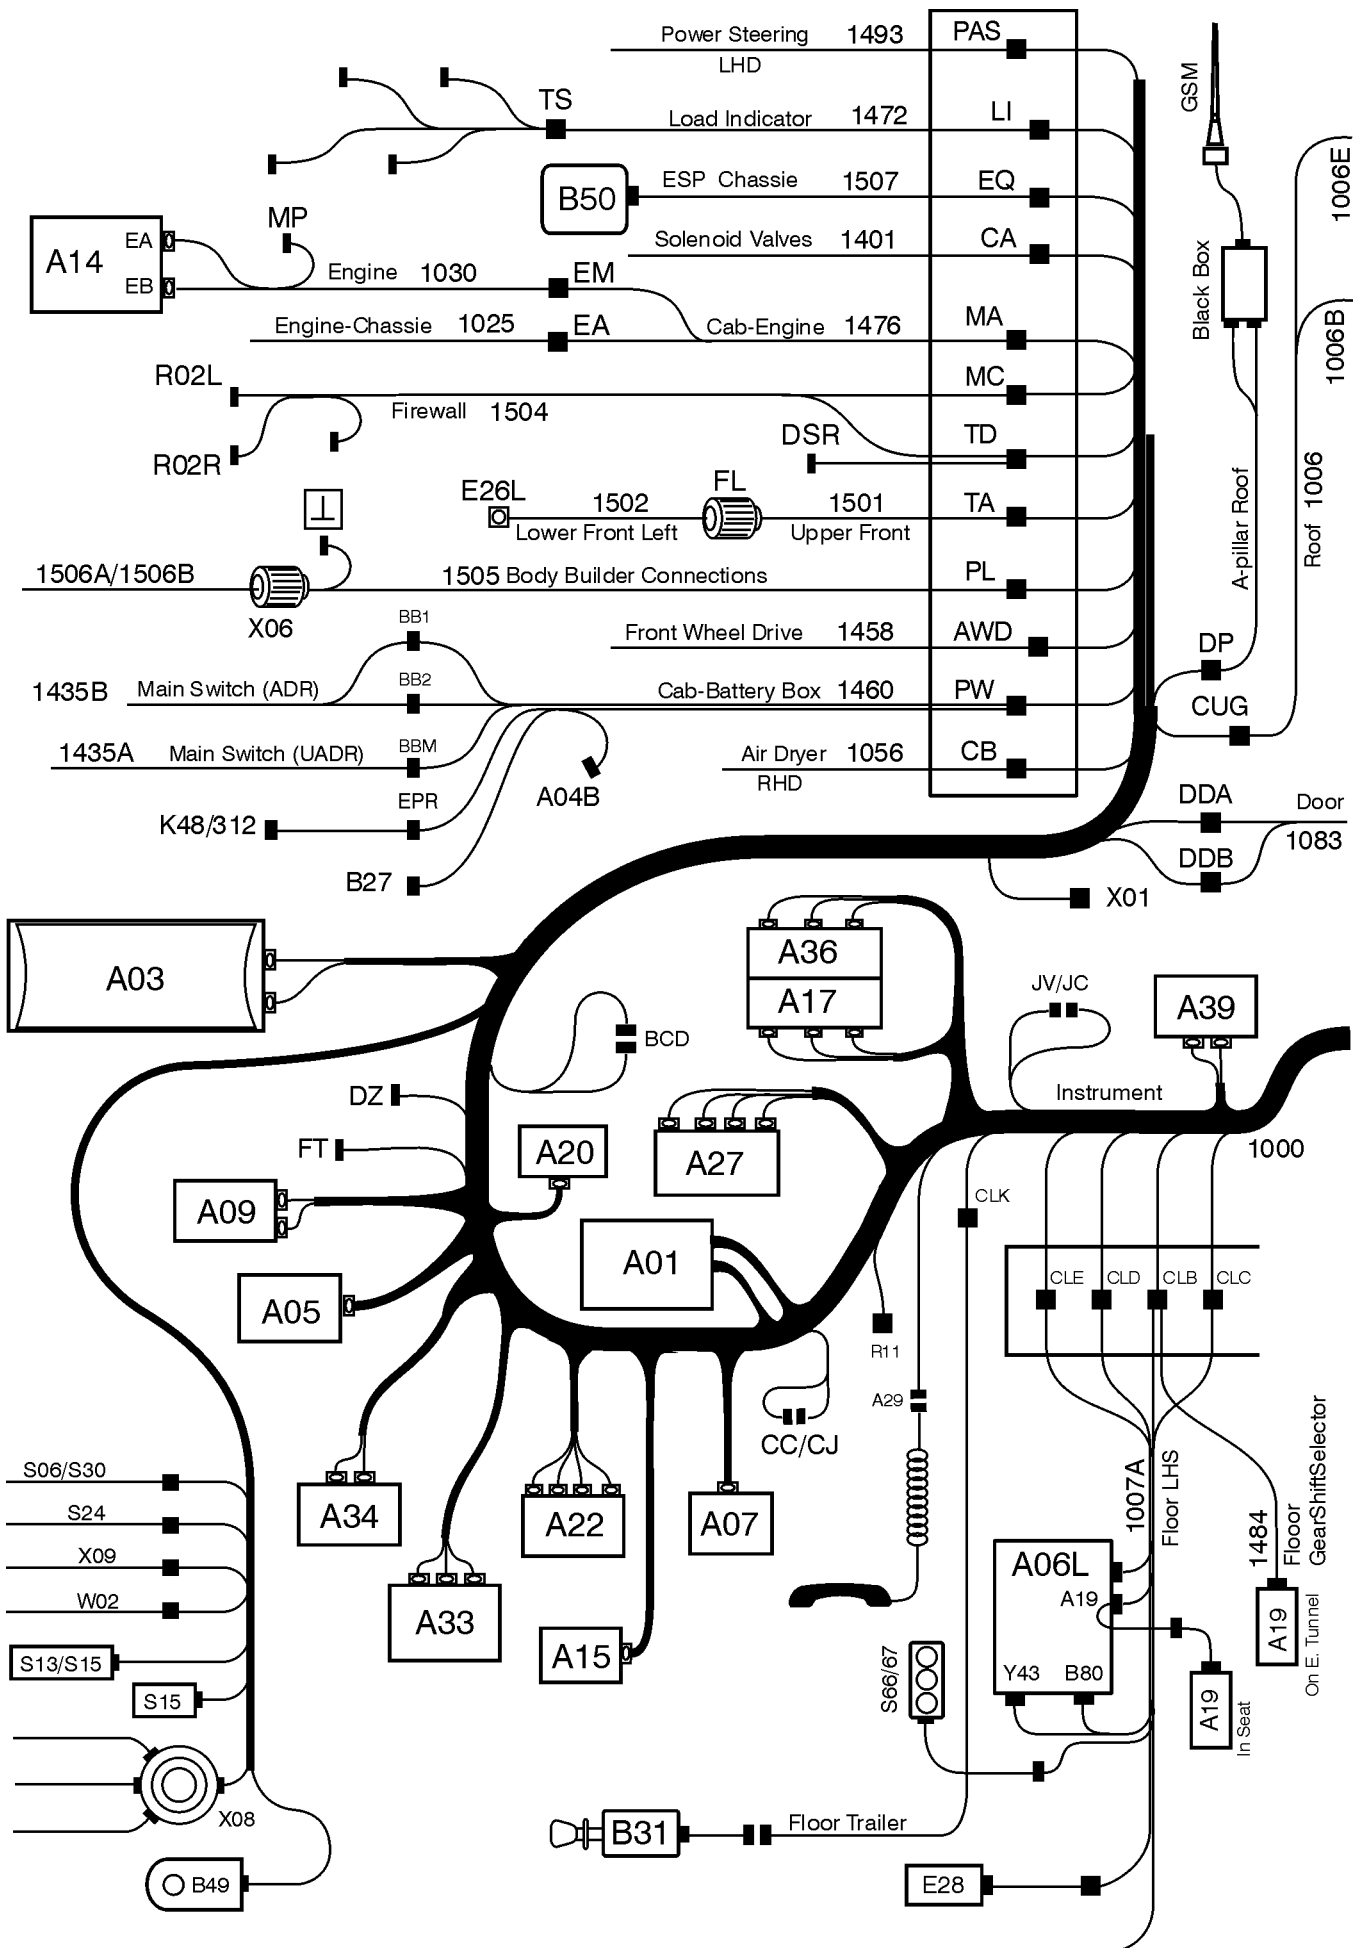 Power Steering 1493 PAS
LHD
GSM
TS
Load Indicator 1472 LI
1006E
B50
ESP Chassie 1507 EQ
MP
Solenoid Valves 1401 CA
A14
EA
EB
Engine 1030 EM
Black Box
Engine-Chassie 1025 EA
Cab-Engine 1476 MA
1006B
R02L
MC
Firewall 1504
DSR
TD
R02R
E26L
1502
Lower Front Left
FL
1501
Upper Front
TA
A-pillar Roof
Roof 1006
1506A/1506B
1505 Body Builder Connections
PL
X06
BB1
Front Wheel Drive 1458 AWD
DP
1435B Main Switch (ADR)
BB2
Cab-Battery Box 1460 PW
CUG
1435A Main Switch (UADR)
BBM
Air Dryer 1056 CB
RHD
A04B
EPR
K48/312
DDA
Door
1083
DDB
B27
X01
A03
A36
A17
JV/JC
A39
BCD
DZ
Instrument
FT
A20
A27
1000
A09
CLK
A01
A05
CLE
CLD
CLB
CLC
R11
A29
CC/CJ
1007A
Floor LHS
1484
Flooor
GearShiftSelector
S06/S30
S24
X09
W02
S13/S15
S15
A34
A22
A07
A33
A15
A06L
A19
Y43
B80
A19
On E. Tunnel
A19
In Seat
S66/67
X08
B49
B31
Floor Trailer
E28